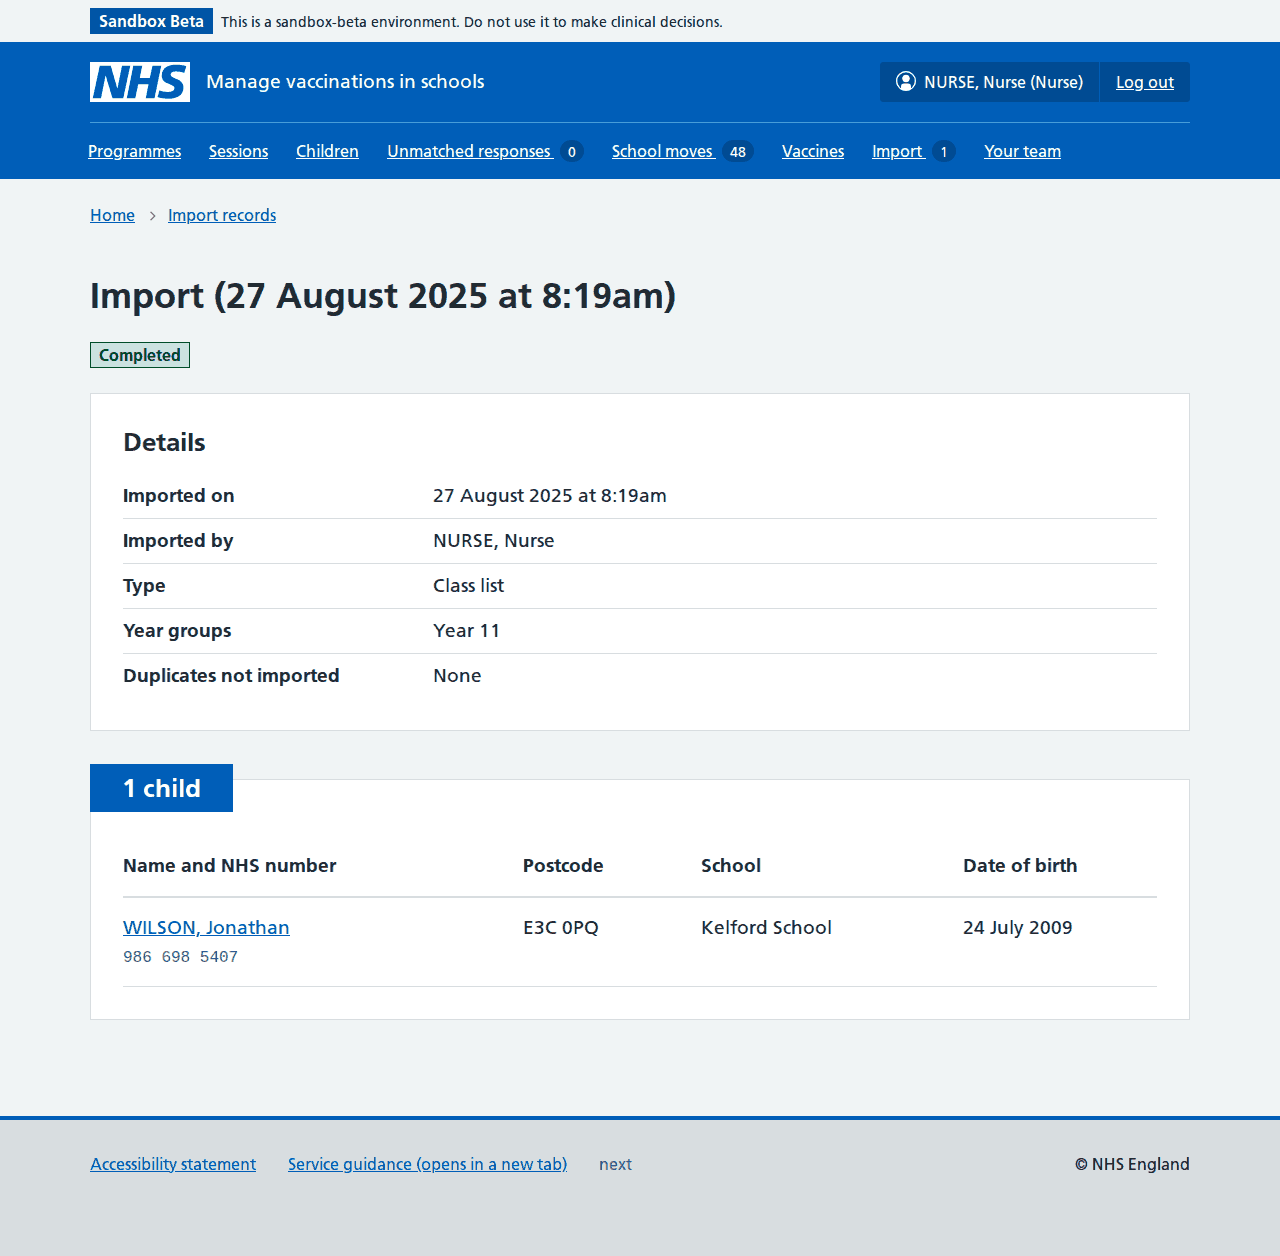 Sandbox Beta This is a sandbox-beta environment. Do not use it to make clinical decisions.
NHS Manage vaccinations in schools NURSE, Nurse (Nurse) Log out
Programmes Sessions Children Unmatched responses 0 School moves 48 Vaccines Import 1 Your team
Home Import records
Import (27 August 2025 at 8:19am)
Completed
Details
Imported on 27 August 2025 at 8:19am
Imported by NURSE, Nurse
Type Class list
Year groups Year 11
Duplicates not imported None
1 child
Name and NHS number Postcode School Date of birth
WILSON, Jonathan E3C 0PQ Kelford School 24 July 2009
986 698 5407
Accessibility statement Service guidance (opens in a new tab) next © NHS England